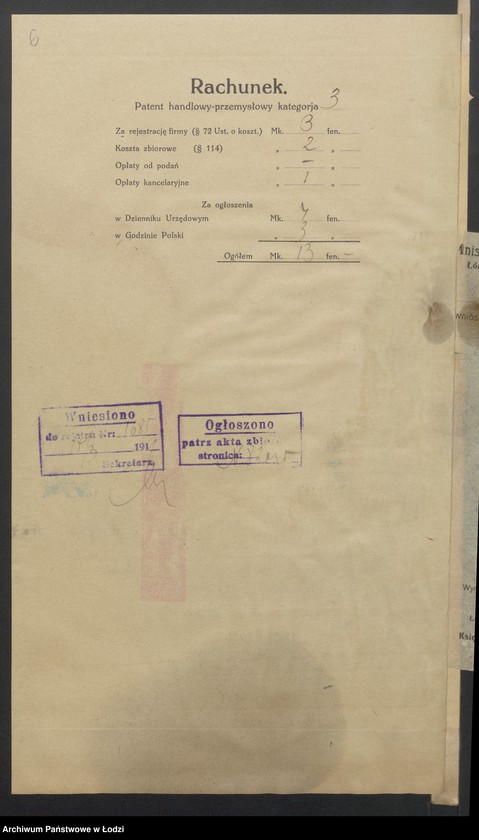 6
Rachunek.
Patent handlowy-przemysłowy kategorja 3
Za rejestrację firmy (§ 72 Ust. o koszt.) Mk. 3 fen.
Koszta zbiorowe (§ 114) „ 2 „
Opłaty od podań „ – „
Opłaty kancelaryjne „ 1 „
Za ogłoszenia
w Dzienniku Urzędowym Mk. 4 fen.
w Godzinie Polski „ 3 „
Ogółem Mk. 13 fen. –
Wniesiono
do rejestru Nr:
191
Sekretarz,
Ogłoszono
patrz akta
stronica:
Archiwum Państwowe w Łodzi